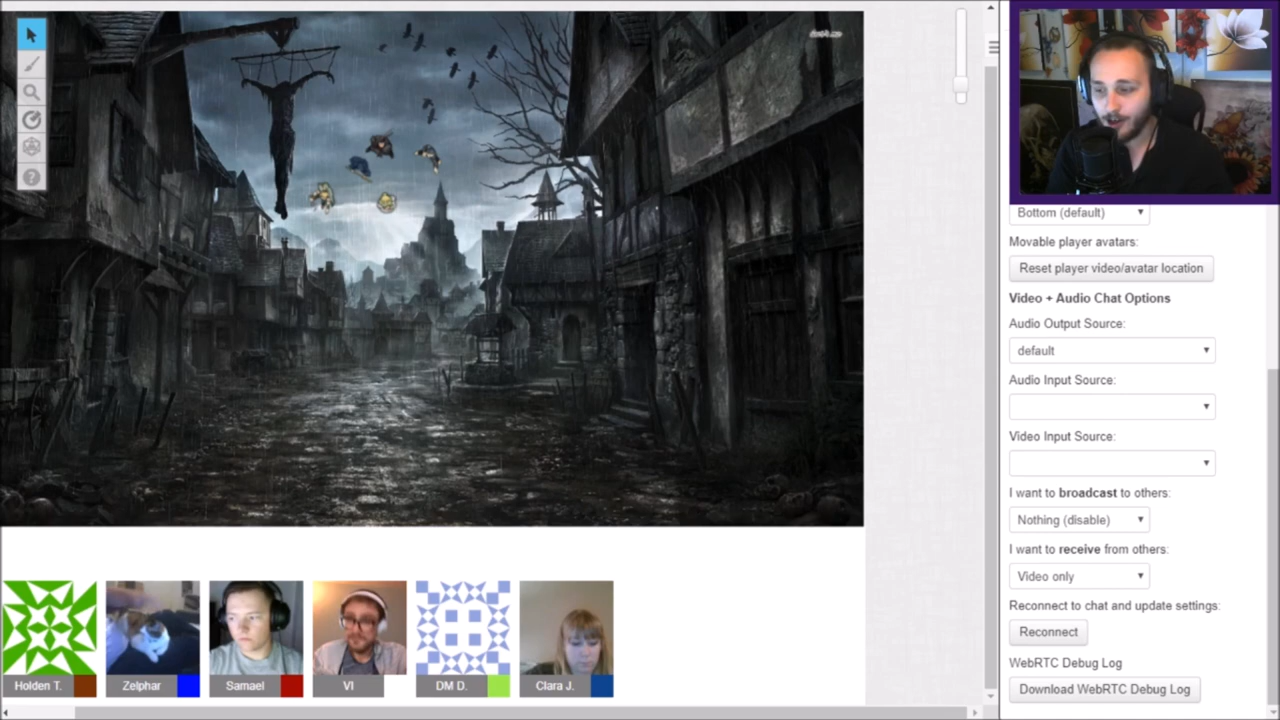 Bottom (default)
Movable player avatars:
Reset player video/avatar location
Video + Audio Chat Options
Audio Output Source:
default
Audio Input Source:
Video Input Source:
I want to broadcast to others:
Nothing (disable)
I want to receive from others:
Video only
Reconnect to chat and update settings:
Reconnect
WebRTC Debug Log
Download WebRTC Debug Log
Holden T.
Zelphar
Samael
VI
DM D.
Clara J.